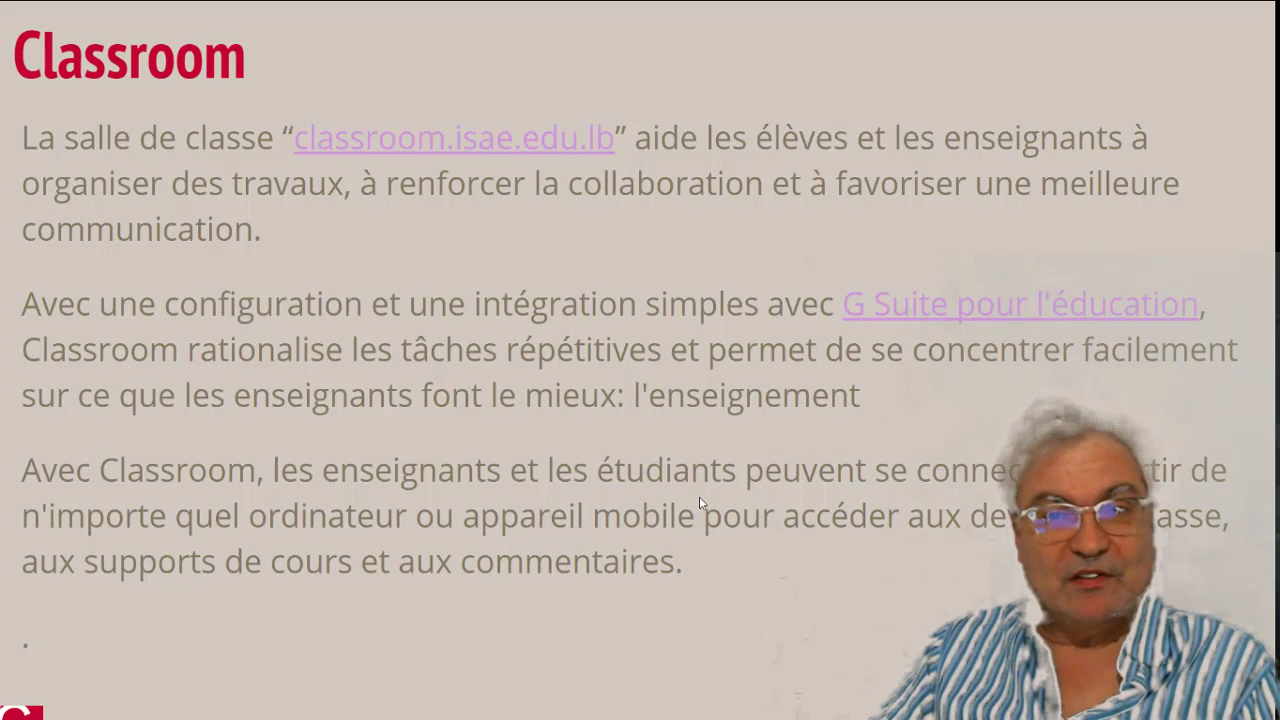 Classroom
La salle de classe “classroom.isae.edu.lb” aide les élèves et les enseignants à
organiser des travaux, à renforcer la collaboration et à favoriser une meilleure
communication.
Avec une configuration et une intégration simples avec G Suite pour l'éducation,
Classroom rationalise les tâches répétitives et permet de se concentrer facilement
sur ce que les enseignants font le mieux: l'enseignement
Avec Classroom, les enseignants et les étudiants peuvent se de
n'importe quel ordinateur ou appareil mobile pour accéder aux
aux supports de cours et aux commentaires.
.